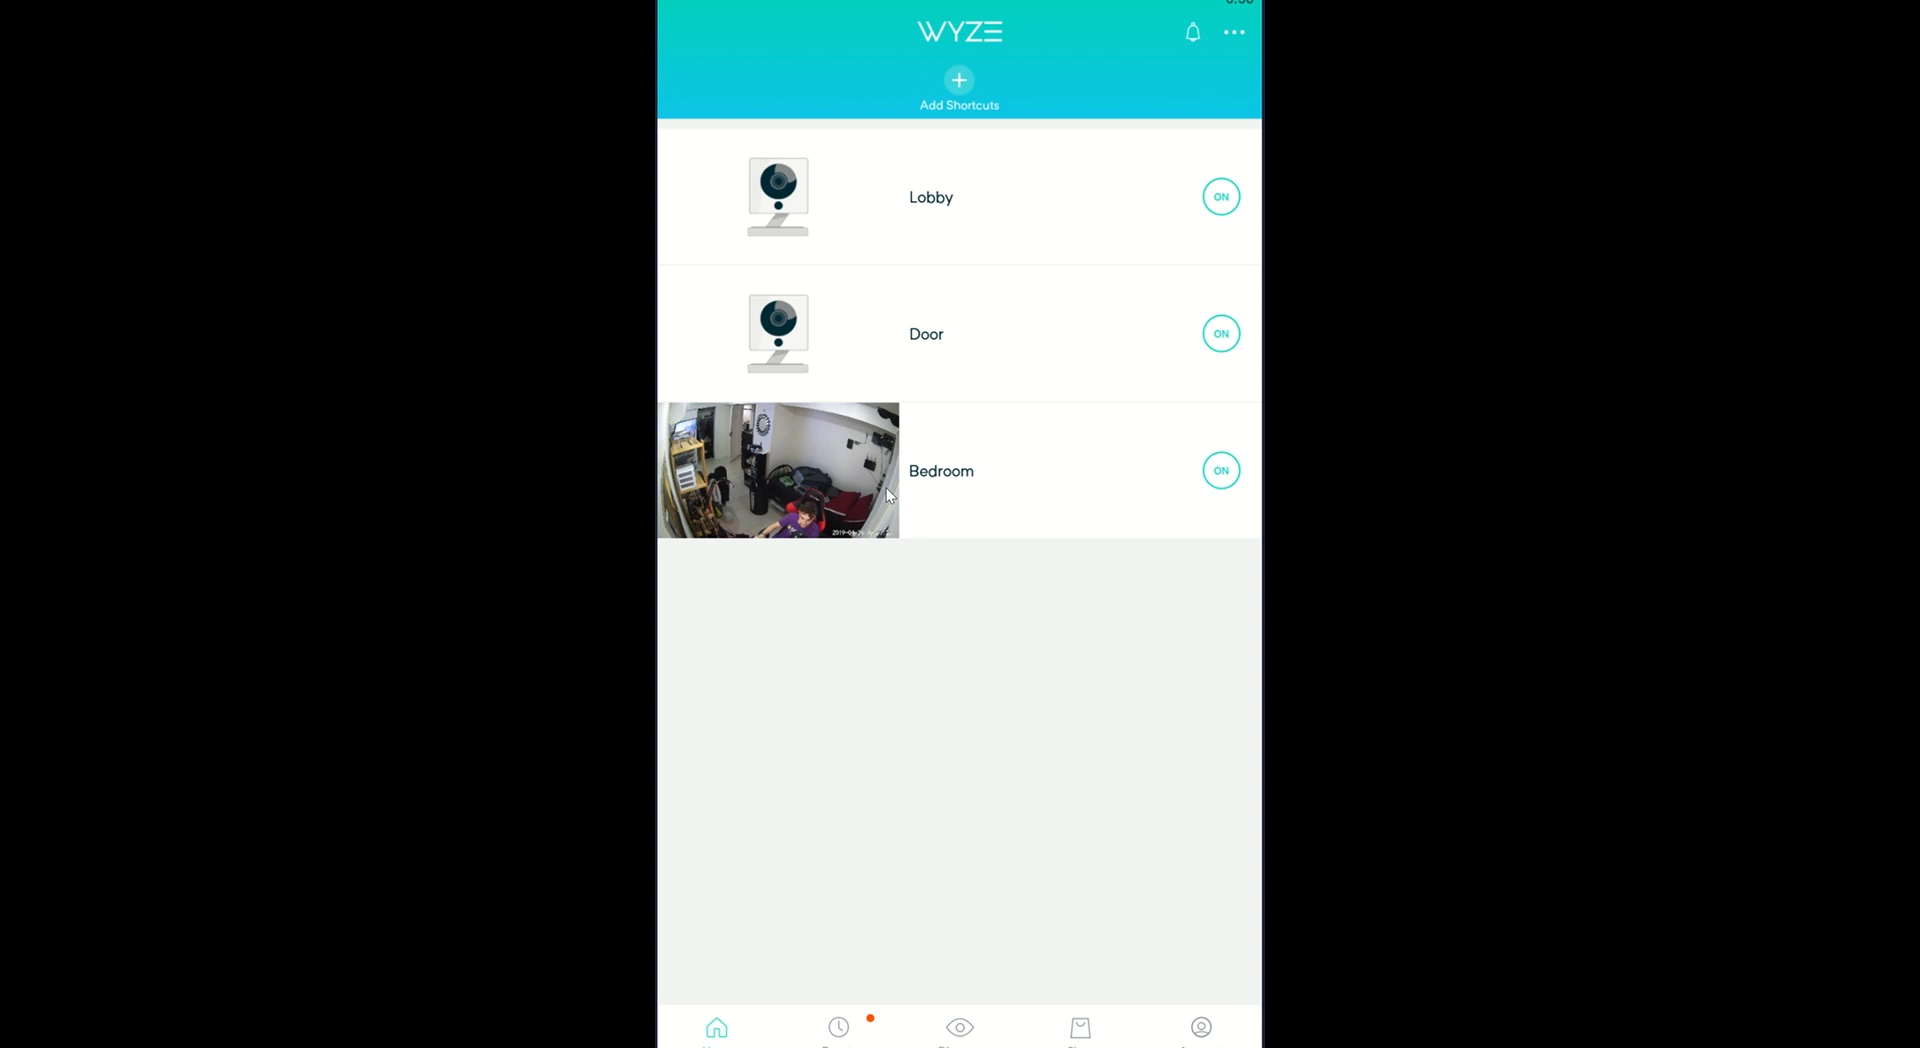 WYZE
Add Shortcuts
Lobby
ON
Door
ON
Bedroom
ON